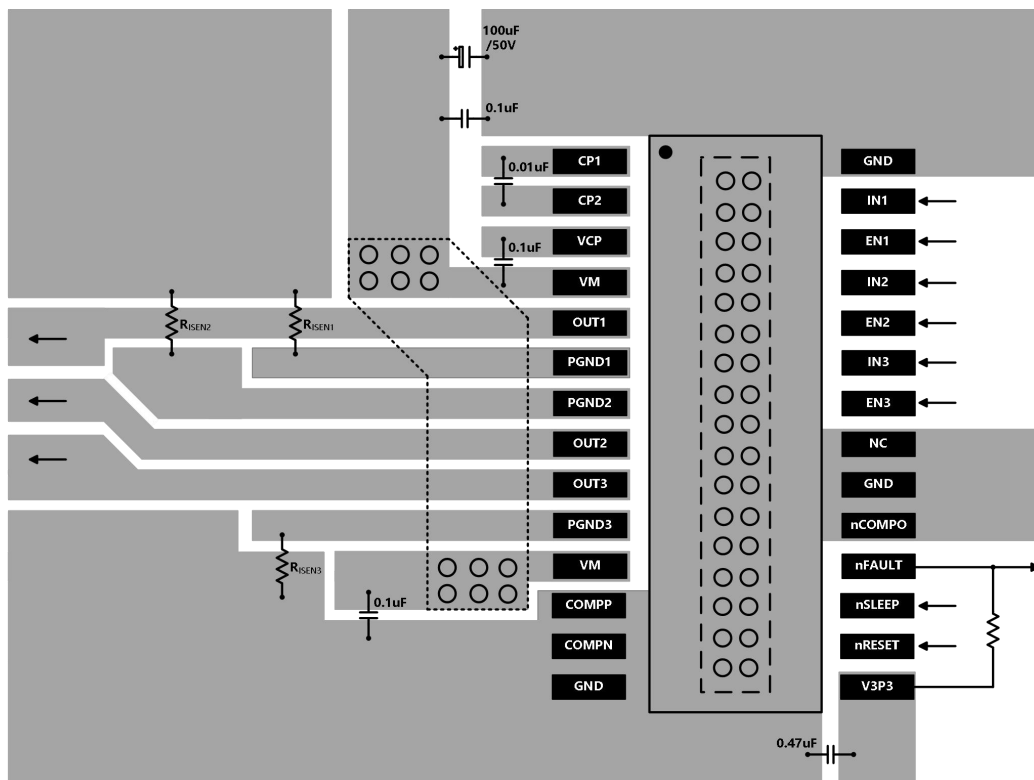 100uF
/50V
0.1uF
CP1
GND
0.01uF
CP2
IN1
VCP
EN1
0.1uF
VM
IN2
OUT1
EN2
RISEN2
RISEN1
PGND1
IN3
PGND2
EN3
OUT2
NC
OUT3
GND
PGND3
nCOMPO
VM
nFAULT
RISEN3
0.1uF
COMPP
nSLEEP
COMPN
nRESET
GND
V3P3
0.47uF